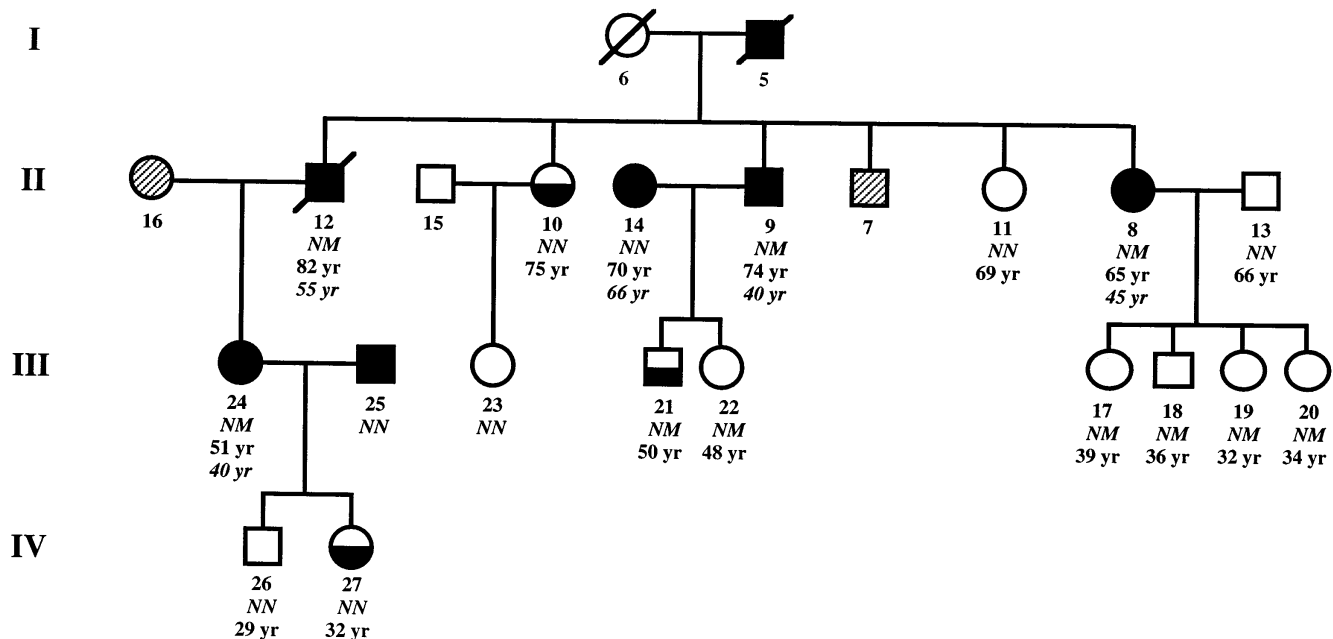 I
6 5
II
16 12 15 10 14 9 7 11 8 13
NM NN NN NM NN NM NN
82 yr 75 yr 70 yr 74 yr 69 yr 65 yr 66 yr
55 yr 66 yr 40 yr 45 yr
III
24 25 23 21 22 17 18 19 20
NM NN NN NM NM NM NM NM NM
51 yr 50 yr 48 yr 39 yr 36 yr 32 yr 34 yr
40 yr
IV
26 27
NN NN
29 yr 32 yr